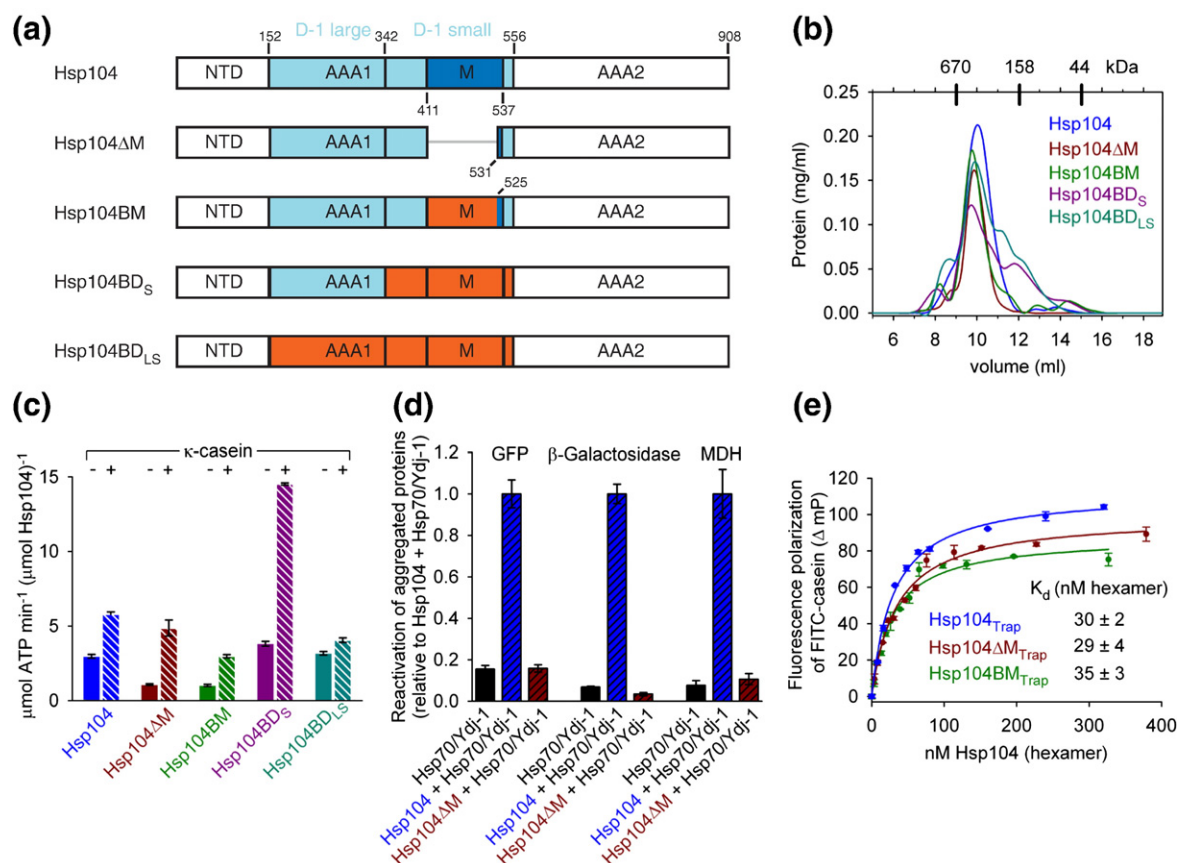 (a)
D-1 large D-1 small
152 342 556 908
Hsp104 NTD AAA1 M AAA2
411 537
Hsp104ΔM NTD AAA1 AAA2
531 525
Hsp104BM NTD AAA1 M AAA2
Hsp104BDS NTD AAA1 M AAA2
Hsp104BDLS NTD AAA1 M AAA2
(b)
670 158 44 kDa
Protein (mg/ml)
0.25
0.20
0.15
0.10
0.05
0.00
Hsp104
Hsp104ΔM
Hsp104BM
Hsp104BDS
Hsp104BDLS
6 8 10 12 14 16 18
volume (ml)
(c)
κ-casein
- + - + - + - + - +
µmol ATP min-1 (µmol Hsp104)-1
15
10
5
0
Hsp104
Hsp104ΔM
Hsp104BM
Hsp104BDS
Hsp104BDLS
(d)
Reactivation of aggregated proteins
(relative to Hsp104 + Hsp70/Ydj-1)
1.2
1.0
0.8
0.6
0.4
0.2
0.0
GFP β-Galactosidase MDH
Hsp70/Ydj-1
Hsp104 + Hsp70/Ydj-1
Hsp104ΔM + Hsp70/Ydj-1
Hsp70/Ydj-1
Hsp104 + Hsp70/Ydj-1
Hsp104ΔM + Hsp70/Ydj-1
Hsp70/Ydj-1
Hsp104 + Hsp70/Ydj-1
Hsp104ΔM + Hsp70/Ydj-1
(e)
Fluorescence polarization
of FITC-casein (Δ mP)
120
100
80
60
40
20
0
Kd (nM hexamer)
Hsp104Trap 30 ± 2
Hsp104ΔMTrap 29 ± 4
Hsp104BMTrap 35 ± 3
0 100 200 300 400
nM Hsp104 (hexamer)